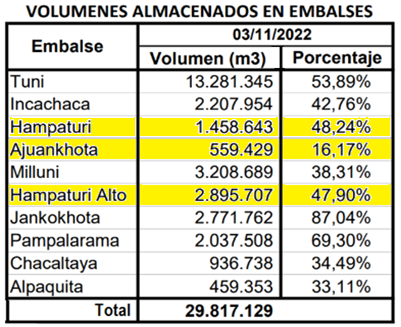 VOLUMENES ALMACENADOS EN EMBALSES
Embalse 03/11/2022
Volumen (m3) Porcentaje
Tuni 13.281.345 53,89%
Incachaca 2.207.954 42,76%
Hampaturi 1.458.643 48,24%
Ajuankhota 559.429 16,17%
Milluni 3.208.689 38,31%
Hampaturi Alto 2.895.707 47,90%
Jankokhota 2.771.762 87,04%
Pampalarama 2.037.508 69,30%
Chacaltaya 936.738 34,49%
Alpaquita 459.353 33,11%
Total 29.817.129